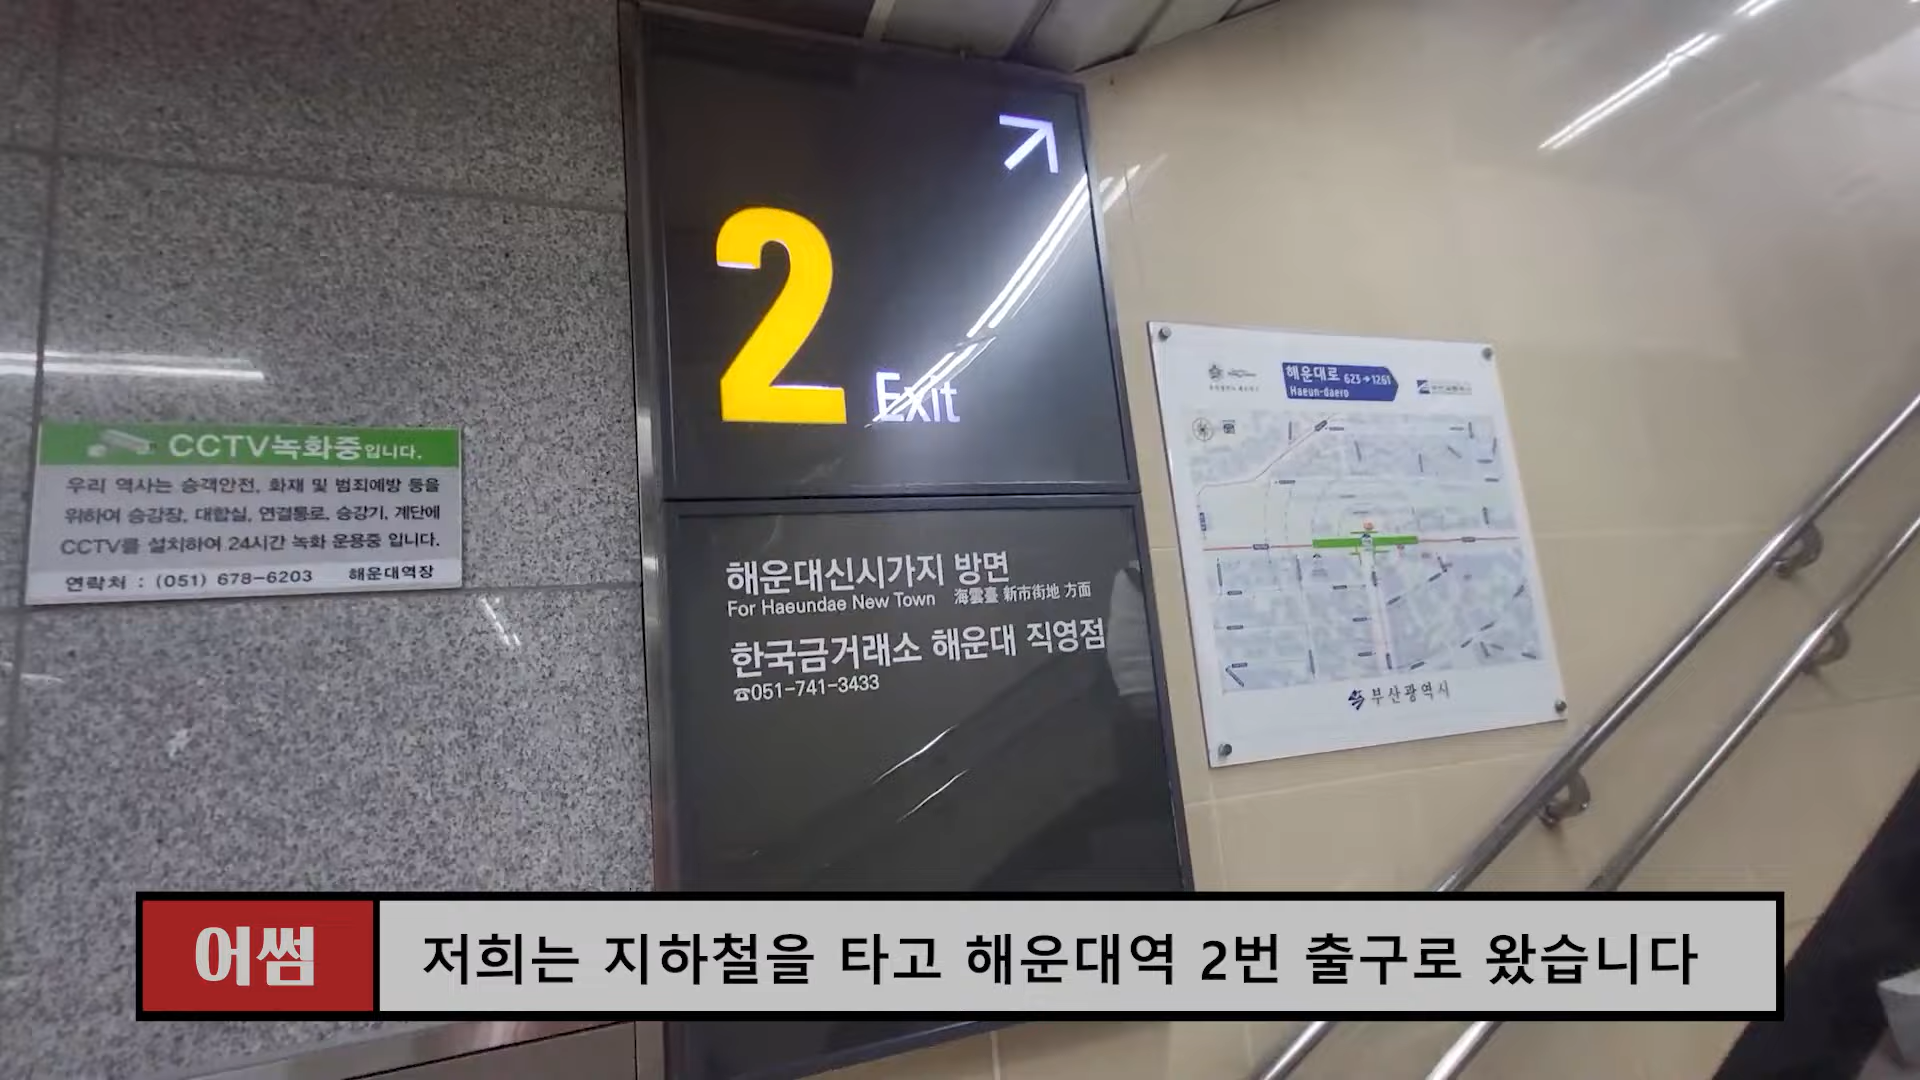 CCTV녹화중입니다.
우리 역사는 승객안전, 화재 및 범죄예방 등을
위하여 승강장, 대합실, 연결통로, 승강기, 계단에
CCTV를 설치하여 24시간 녹화 운용중 입니다.
연락처 : (051) 678-6203 해운대역장
2
Exit
해운대신시가지 방면
For Haeundae New Town 海雲臺 新市街地 方面
한국금거래소 해운대 직영점
☎051-741-3433
해운대로 623→1261
Haeun-daero
부산광역시
어썸
저희는 지하철을 타고 해운대역 2번 출구로 왔습니다